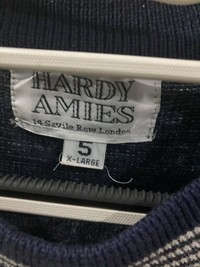 HARDY
AMIES
14 Savile Row London
5
X-LARGE